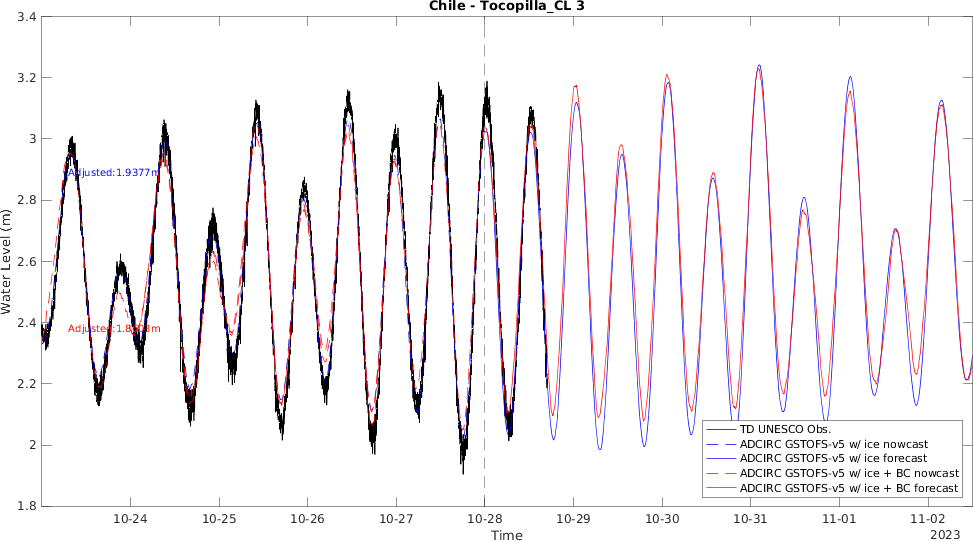 Chile - Tocopilla_CL 3
3.4
3.2
3
2.8
2.6
2.4
2.2
2
1.8
Water Level (m)
Adjusted:1.9377m
10-24
10-25
10-26
10-27
10-28
10-29
10-30
10-31
11-01
11-02
2023
Time
TD UNESCO Obs.
ADCIRC GSTOFS-v5 w/ ice nowcast
ADCIRC GSTOFS-v5 w/ ice forecast
ADCIRC GSTOFS-v5 w/ ice + BC nowcast
ADCIRC GSTOFS-v5 w/ ice + BC forecast